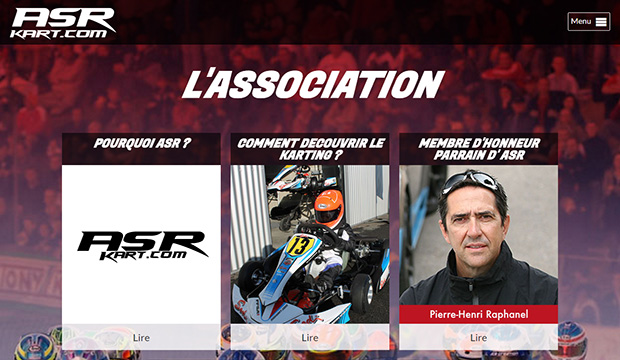 ASR
KART.COM
Menu
L'ASSOCIATION
POURQUOI ASR ?
COMMENT DECOUVRIR LE
KARTING ?
MEMBRE D'HONNEUR
PARRAIN D'ASR
ASR
KART.COM
13
Pierre-Henri Raphanel
Lire
Lire
Lire